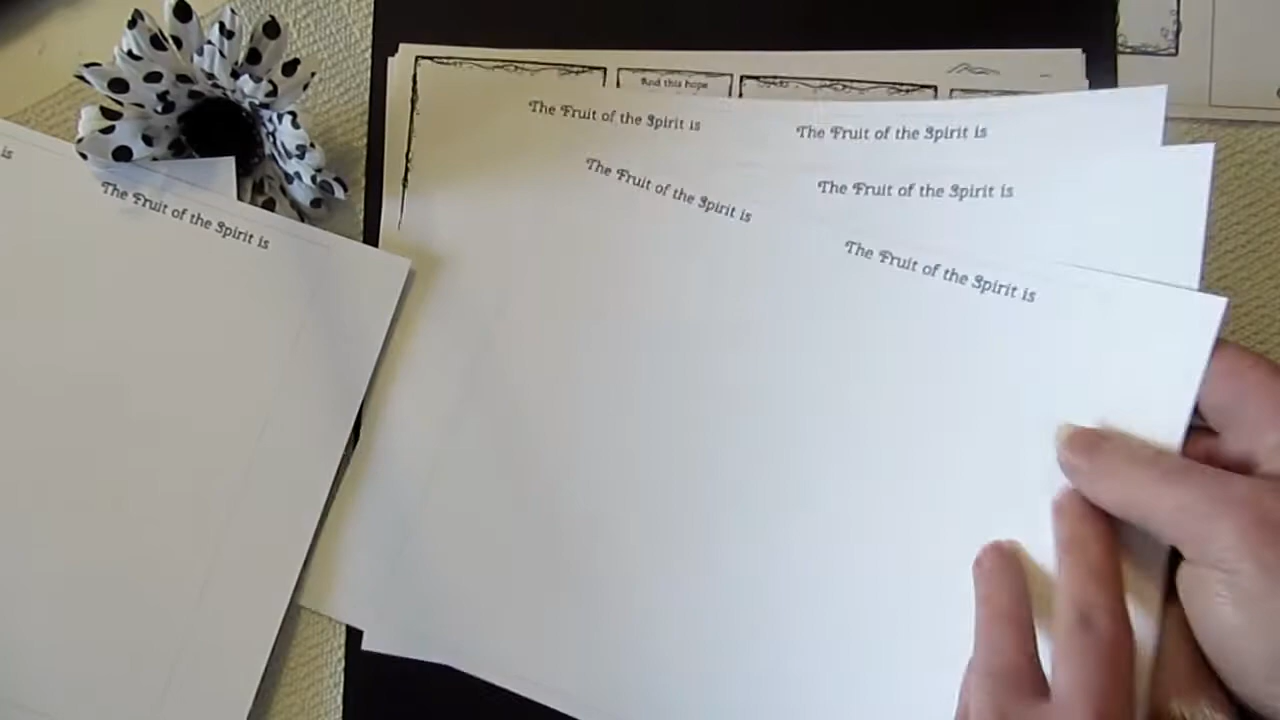 And this hope
The Fruit of the Spirit is
The Fruit of the Spirit is
The Fruit of the Spirit is
The Fruit of the Spirit is
The Fruit of the Spirit is
is
The Fruit of the Spirit is